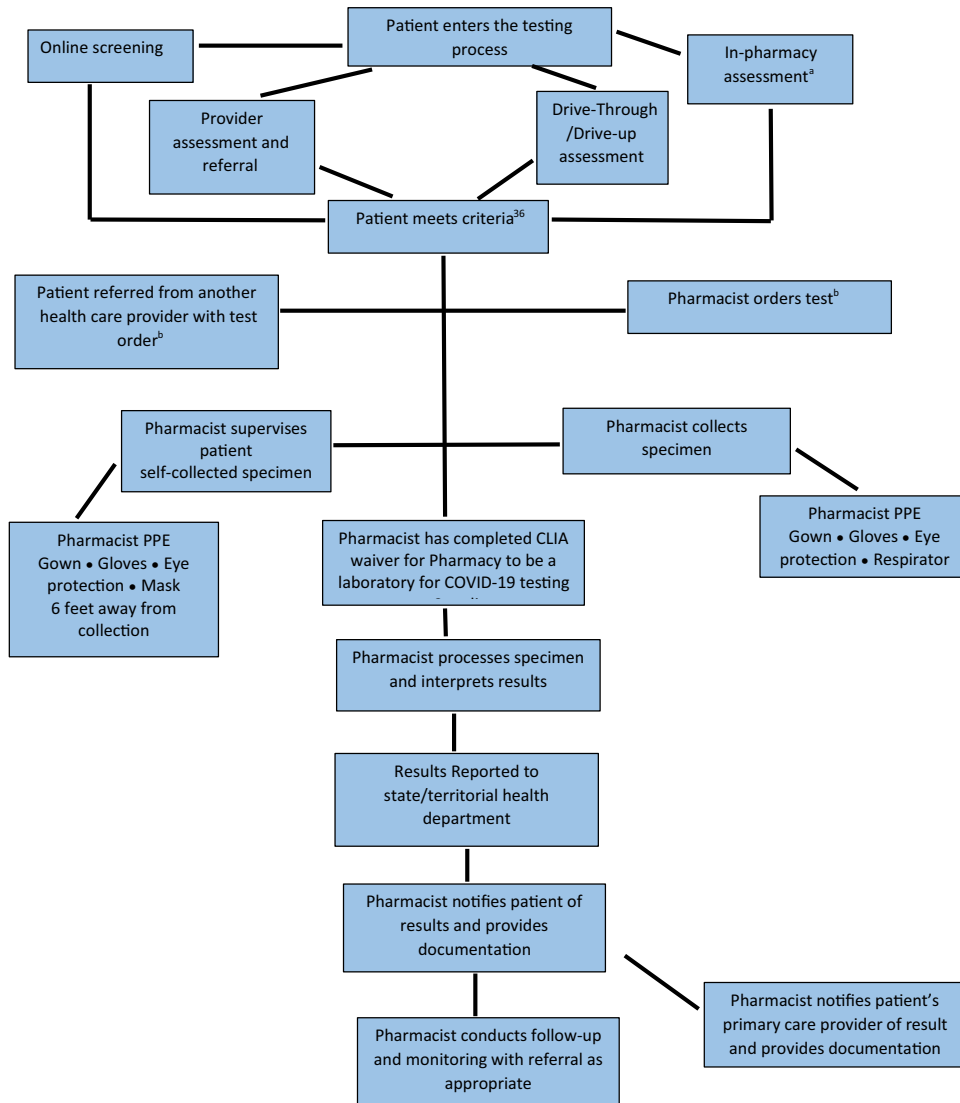 Patient enters the testing
process
Online screening
In-pharmacy
assessmentᵃ
Provider
assessment and
referral
Drive-Through
/Drive-up
assessment
Patient meets criteria³⁶
Patient referred from another
health care provider with test
orderᵇ
Pharmacist orders testᵇ
Pharmacist supervises
patient
self-collected specimen
Pharmacist collects
specimen
Pharmacist PPE
Gown • Gloves • Eye
protection • Mask
6 feet away from
collection
Pharmacist has completed CLIA
waiver for Pharmacy to be a
laboratory for COVID-19 testing
Pharmacist PPE
Gown • Gloves • Eye
protection • Respirator
Pharmacist processes specimen
and interprets results
Results Reported to
state/territorial health
department
Pharmacist notifies patient of
results and provides
documentation
Pharmacist notifies patient's
primary care provider of result
and provides documentation
Pharmacist conducts follow-up
and monitoring with referral as
appropriate